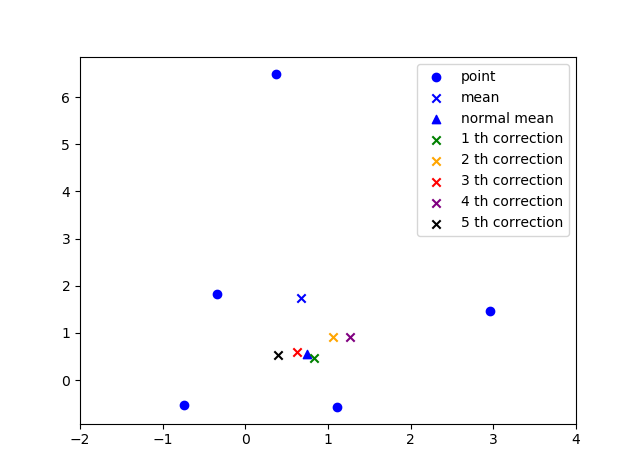 point
mean
normal mean
1 th correction
2 th correction
3 th correction
4 th correction
5 th correction
6
5
4
3
2
1
0
−2 −1 0 1 2 3 4